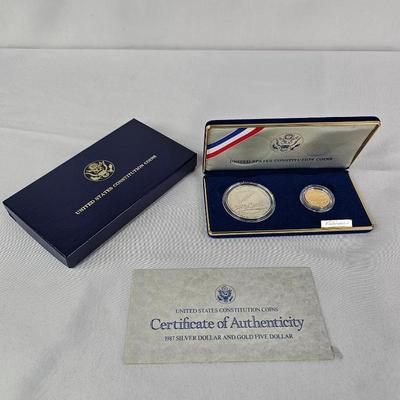 UNITED STATES CONSTITUTION COINS
UNITED STATES CONSTITUTION COINS
UNITED STATES CONSTITUTION COINS
Certificate of Authenticity
1987 SILVER DOLLAR AND GOLD FIVE DOLLAR